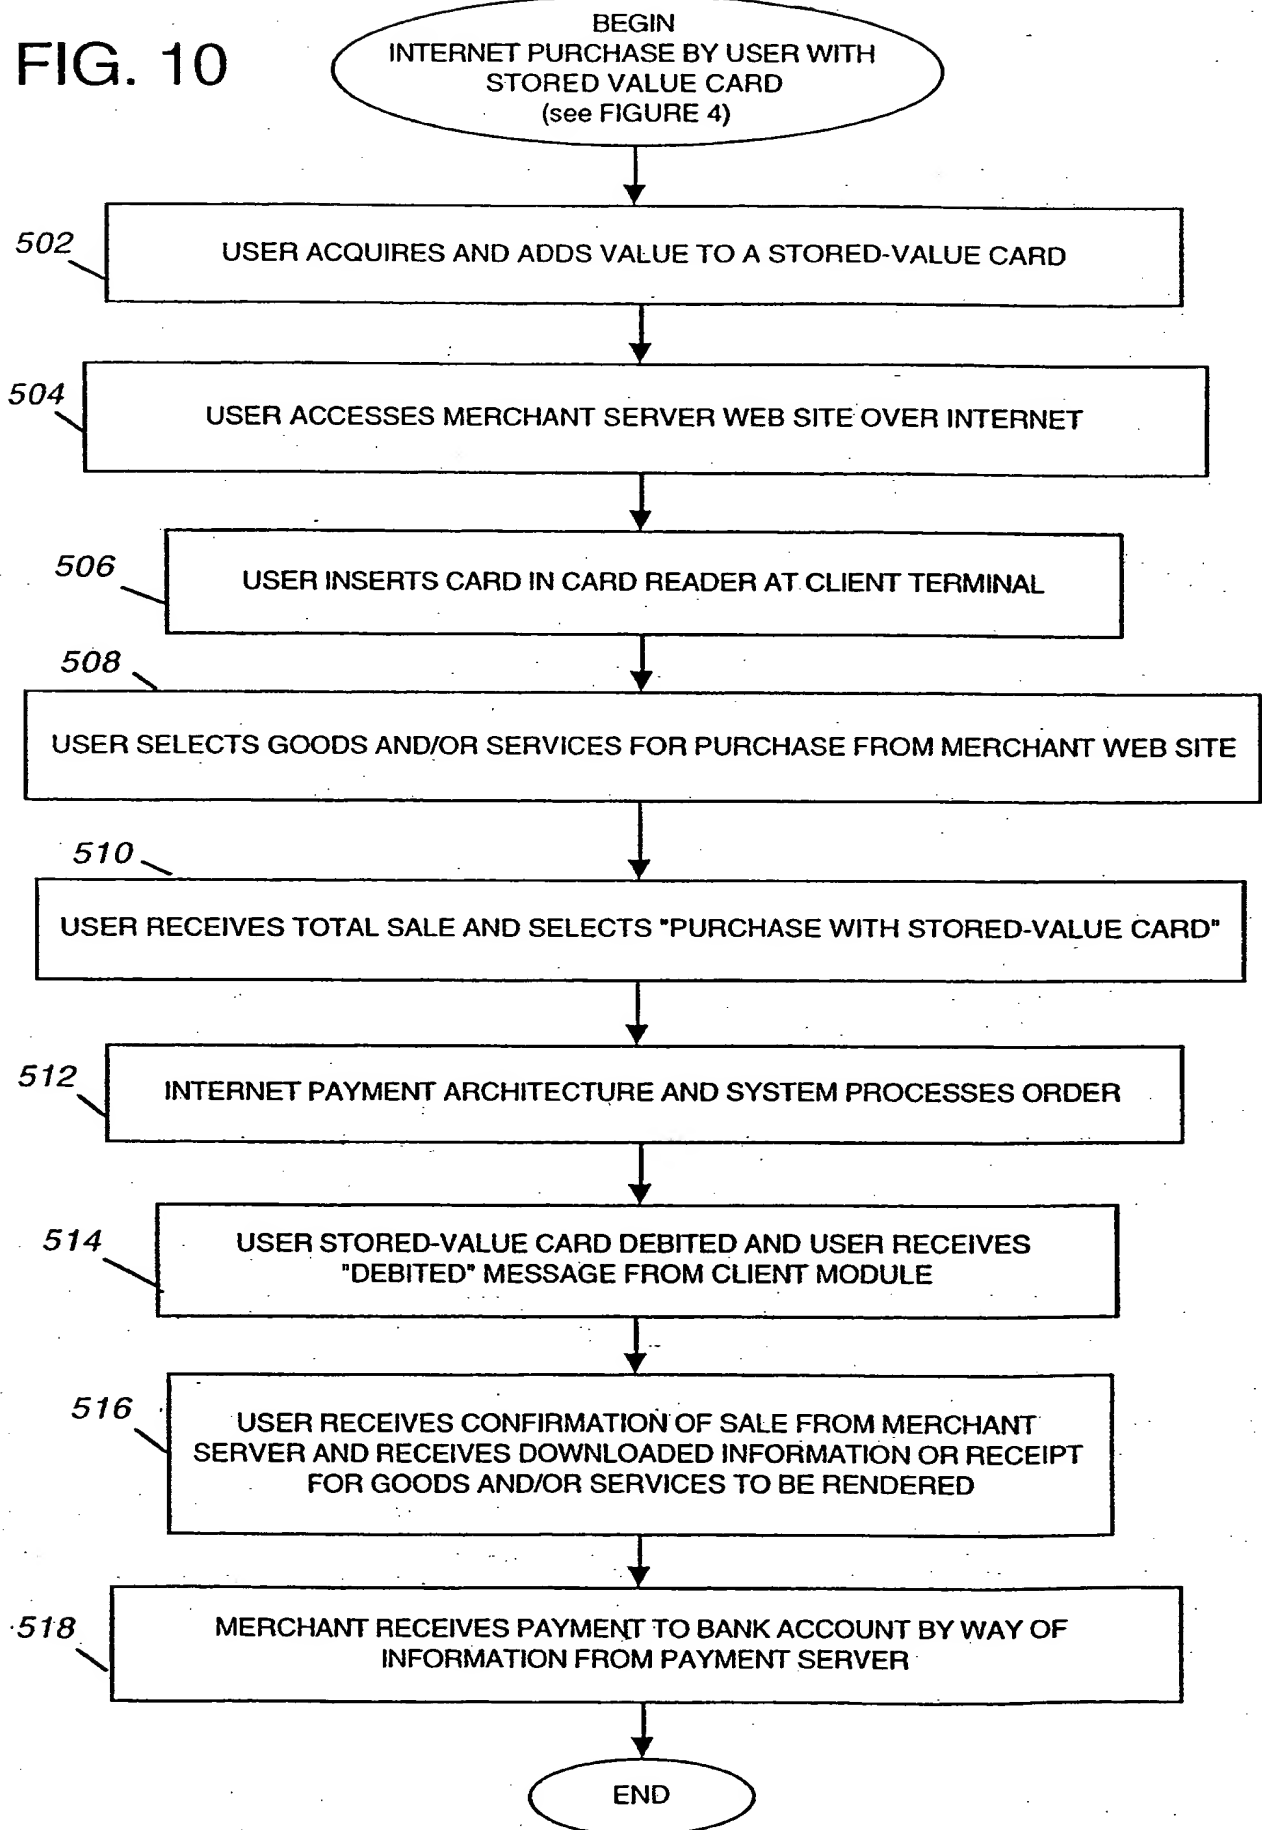 FIG. 10
BEGIN
INTERNET PURCHASE BY USER WITH
STORED VALUE CARD
(see FIGURE 4)
502
USER ACQUIRES AND ADDS VALUE TO A STORED-VALUE CARD
504
USER ACCESSES MERCHANT SERVER WEB SITE OVER INTERNET
506
USER INSERTS CARD IN CARD READER AT CLIENT TERMINAL
508
USER SELECTS GOODS AND/OR SERVICES FOR PURCHASE FROM MERCHANT WEB SITE
510
USER RECEIVES TOTAL SALE AND SELECTS "PURCHASE WITH STORED-VALUE CARD"
512
INTERNET PAYMENT ARCHITECTURE AND SYSTEM PROCESSES ORDER
514
USER STORED-VALUE CARD DEBITED AND USER RECEIVES
"DEBITED" MESSAGE FROM CLIENT MODULE
516
USER RECEIVES CONFIRMATION OF SALE FROM MERCHANT
SERVER AND RECEIVES DOWNLOADED INFORMATION OR RECEIPT
FOR GOODS AND/OR SERVICES TO BE RENDERED
518
MERCHANT RECEIVES PAYMENT TO BANK ACCOUNT BY WAY OF
INFORMATION FROM PAYMENT SERVER
END